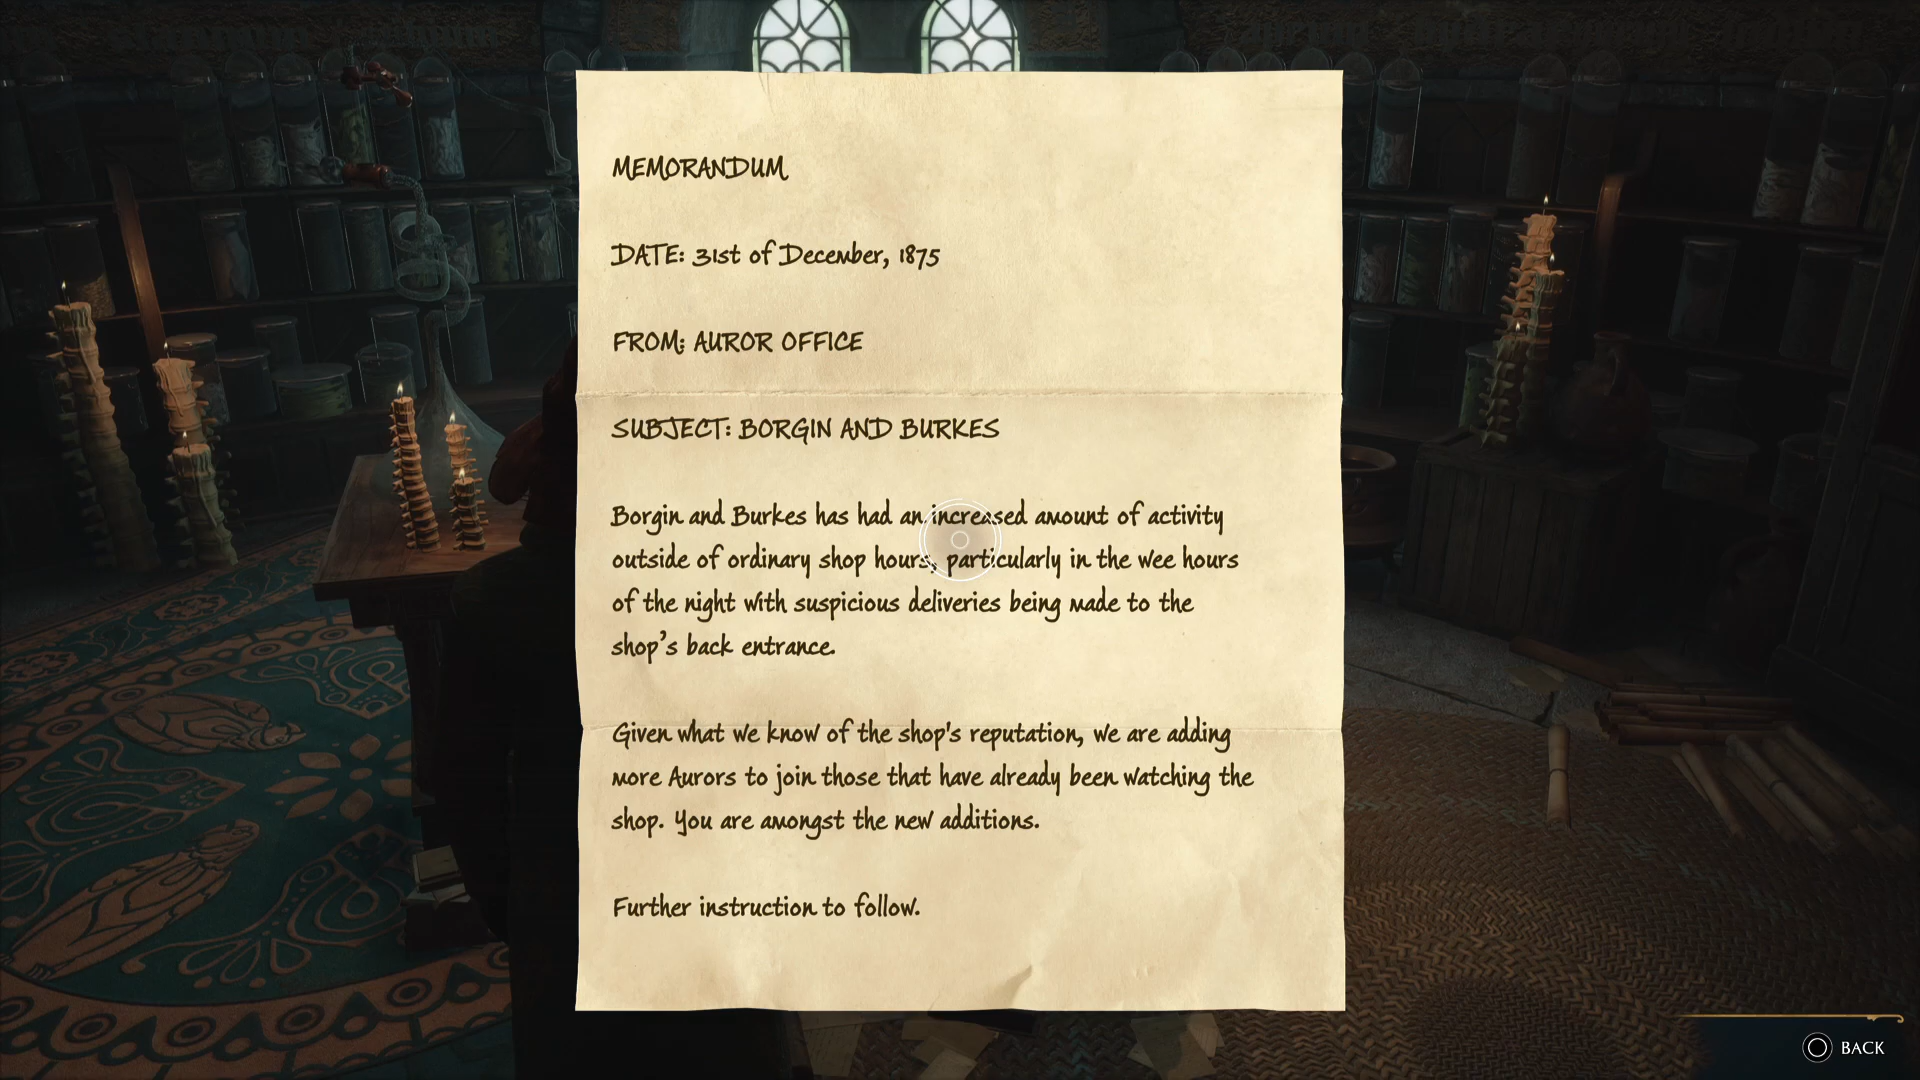 MEMORANDUM
DATE: 31st of December, 1875
FROM: AUROR OFFICE
SUBJECT: BORGIN AND BURKES
Borgin and Burkes has had an increased amount of activity
outside of ordinary shop hours, particularly in the wee hours
of the night with suspicious deliveries being made to the
shop's back entrance.
Given what we know of the shop's reputation, we are adding
more Aurors to join those that have already been watching the
shop. You are amongst the new additions.
Further instruction to follow.
BACK